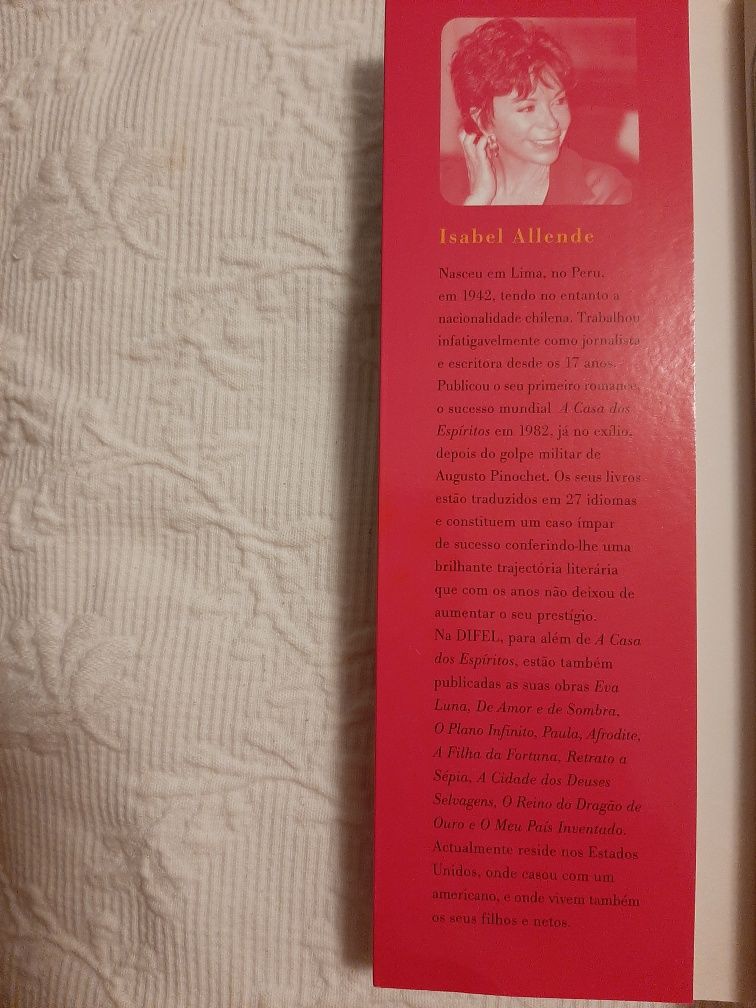 Isabel Allende
Nasceu em Lima, no Peru,
em 1942, tendo no entanto a
nacionalidade chilena. Trabalhou
infatigavelmente como jornalista
e escritora desde os 17 anos.
Publicou o seu primeiro romance,
o sucesso mundial A Casa dos
Espíritos em 1982, já no exílio,
depois do golpe militar de
Augusto Pinochet. Os seus livros
estão traduzidos em 27 idiomas
e constituem um caso ímpar
de sucesso conferindo-lhe uma
brilhante trajectória literária
que com os anos não deixou de
aumentar o seu prestígio.
Na DIFEL, para além de A Casa
dos Espíritos, estão também
publicadas as suas obras Eva
Luna, De Amor e de Sombra,
O Plano Infinito, Paula, Afrodite,
A Filha da Fortuna, Retrato a
Sépia, A Cidade dos Deuses
Selvagens, O Reino do Dragão de
Ouro e O Meu País Inventado.
Actualmente reside nos Estados
Unidos, onde casou com um
americano, e onde vivem também
os seus filhos e netos.